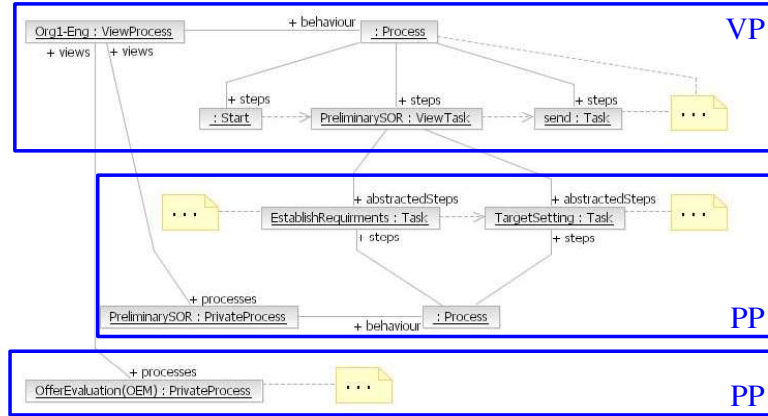 + behaviour
VP
Org1-Eng : ViewProcess
: Process
+ views
+ views
+ steps
+ steps
+ steps
: Start
PreliminarySOR : ViewTask
send : Task
...
+ abstractedSteps
+ abstractedSteps
...
EstablishRequirments : Task
TargetSetting : Task
...
+ steps
+ steps
+ processes
PreliminarySOR : PrivateProcess
: Process
+ behaviour
PP
+ processes
OfferEvaluation(OEM) : PrivateProcess
...
PP